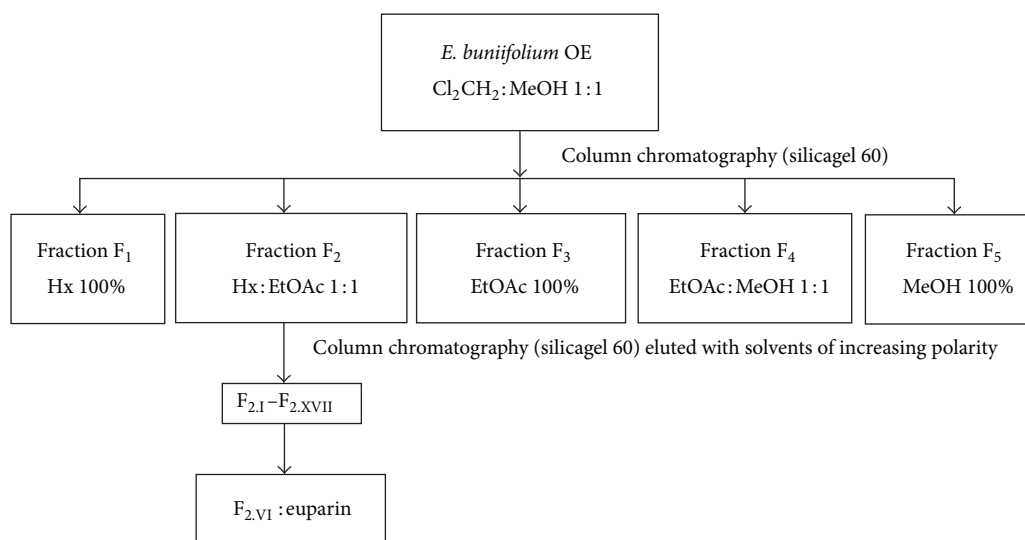 E. buniifolium OE
Cl₂CH₂:MeOH 1:1
Column chromatography (silicagel 60)
Fraction F₁
Hx 100%
Fraction F₂
Hx:EtOAc 1:1
Fraction F₃
EtOAc 100%
Fraction F₄
EtOAc:MeOH 1:1
Fraction F₅
MeOH 100%
Column chromatography (silicagel 60) eluted with solvents of increasing polarity
F2.I–F2.XVII
F2.VI :euparin